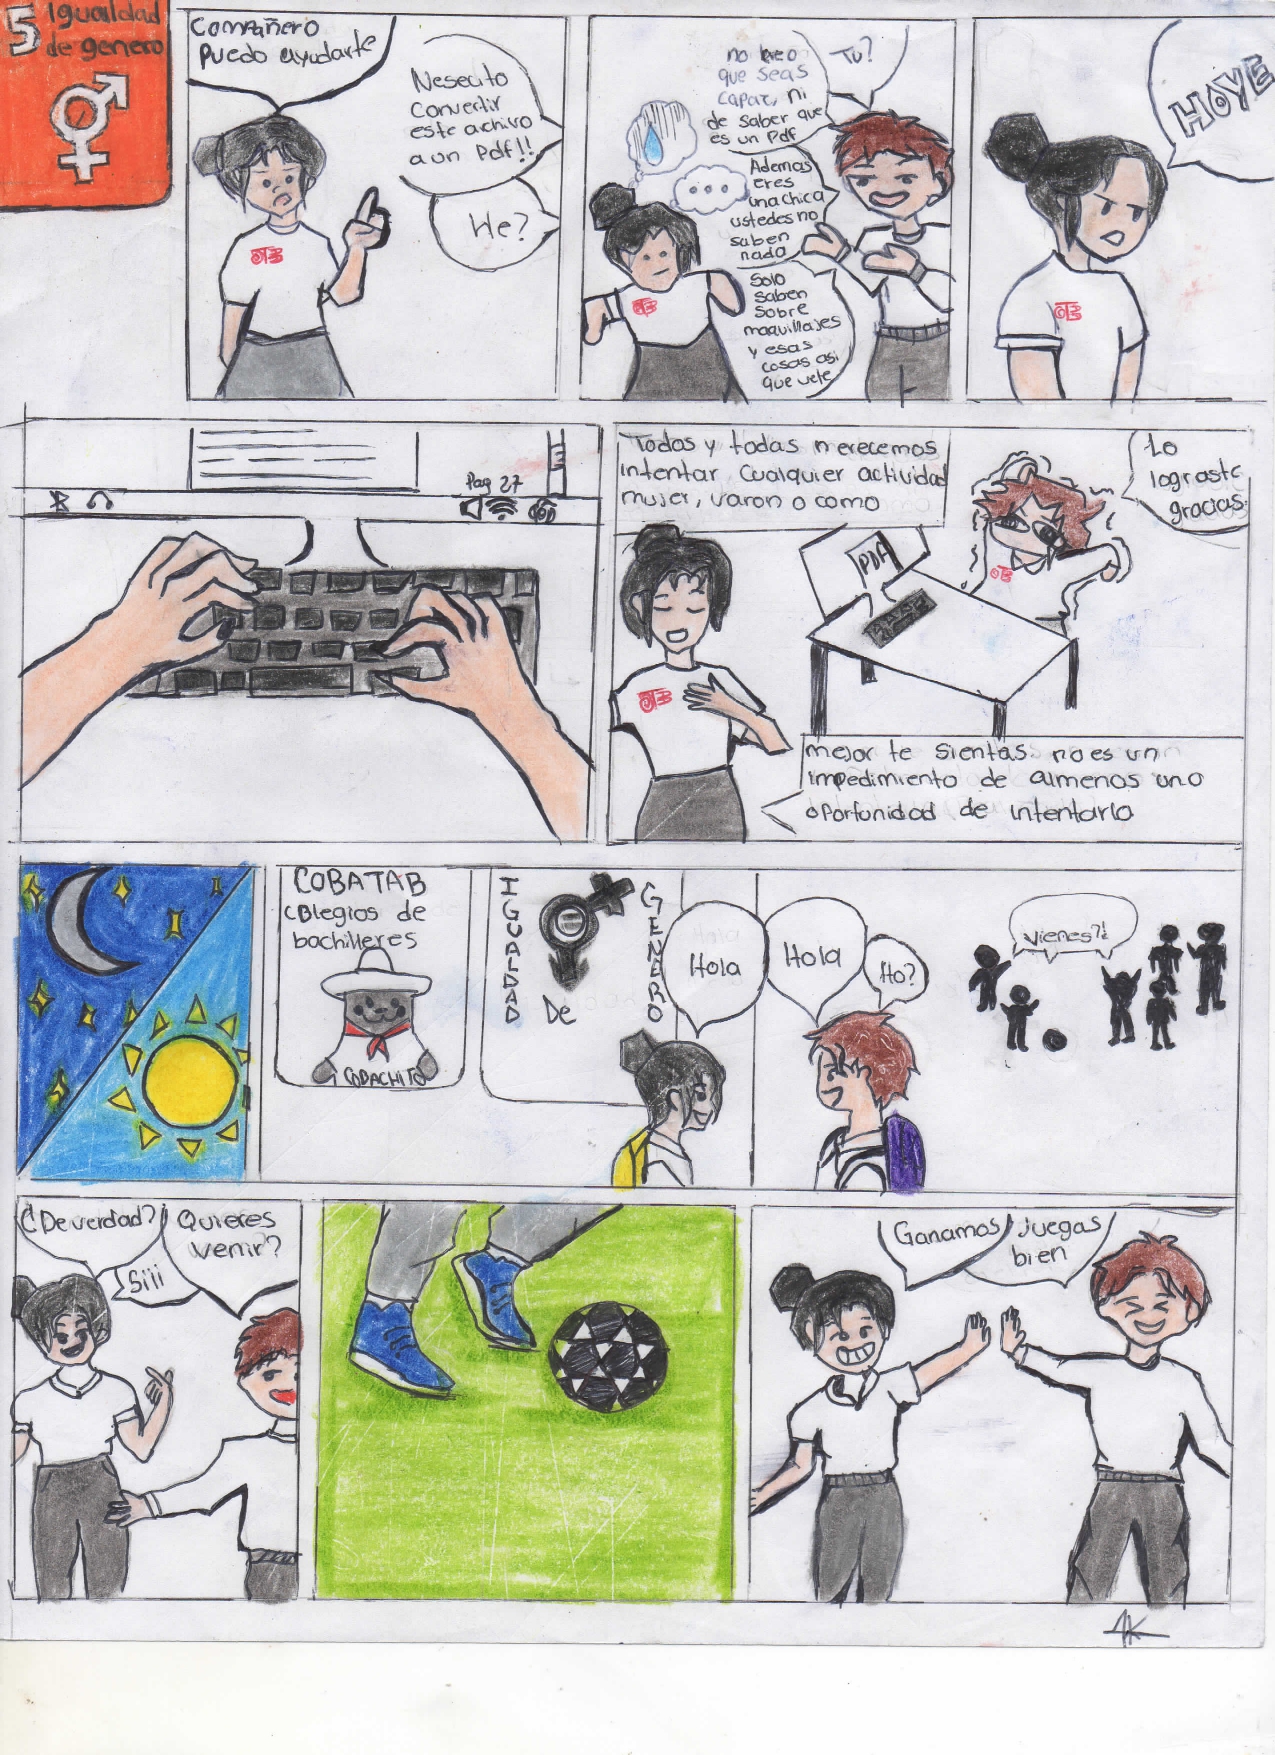 5 Igualdad
de genero
Compañero
Puedo ayudarte
Nesecito
Convertir
este archivo
a un Pdf!!
He?
Tu?
no kreo
que seas
capaz, ni
de saber que
es un Pdf
...
Ademas
eres
una chica
ustedes no
saben
nada
Solo
saben
sobre
maquillajes
y esas
cosas asi
que vete
HOYE
Pag 27
Todos y todas merecemos
intentar cualquier actividad
mujer, varon o como
Lo
lograste
gracias
PDF
mejor te sientas no es un
impedimiento de almenos uno
oportunidad de intentarlo
COBATAB
Colegios de
bachilleres
COBACHITO
IGUALDAD
De
GENERO
Hola
Hola
Ho?
Vienes?!
¿De verdad?
Quieres
venir?
Siii
Ganamos
Juegas
bien
AK